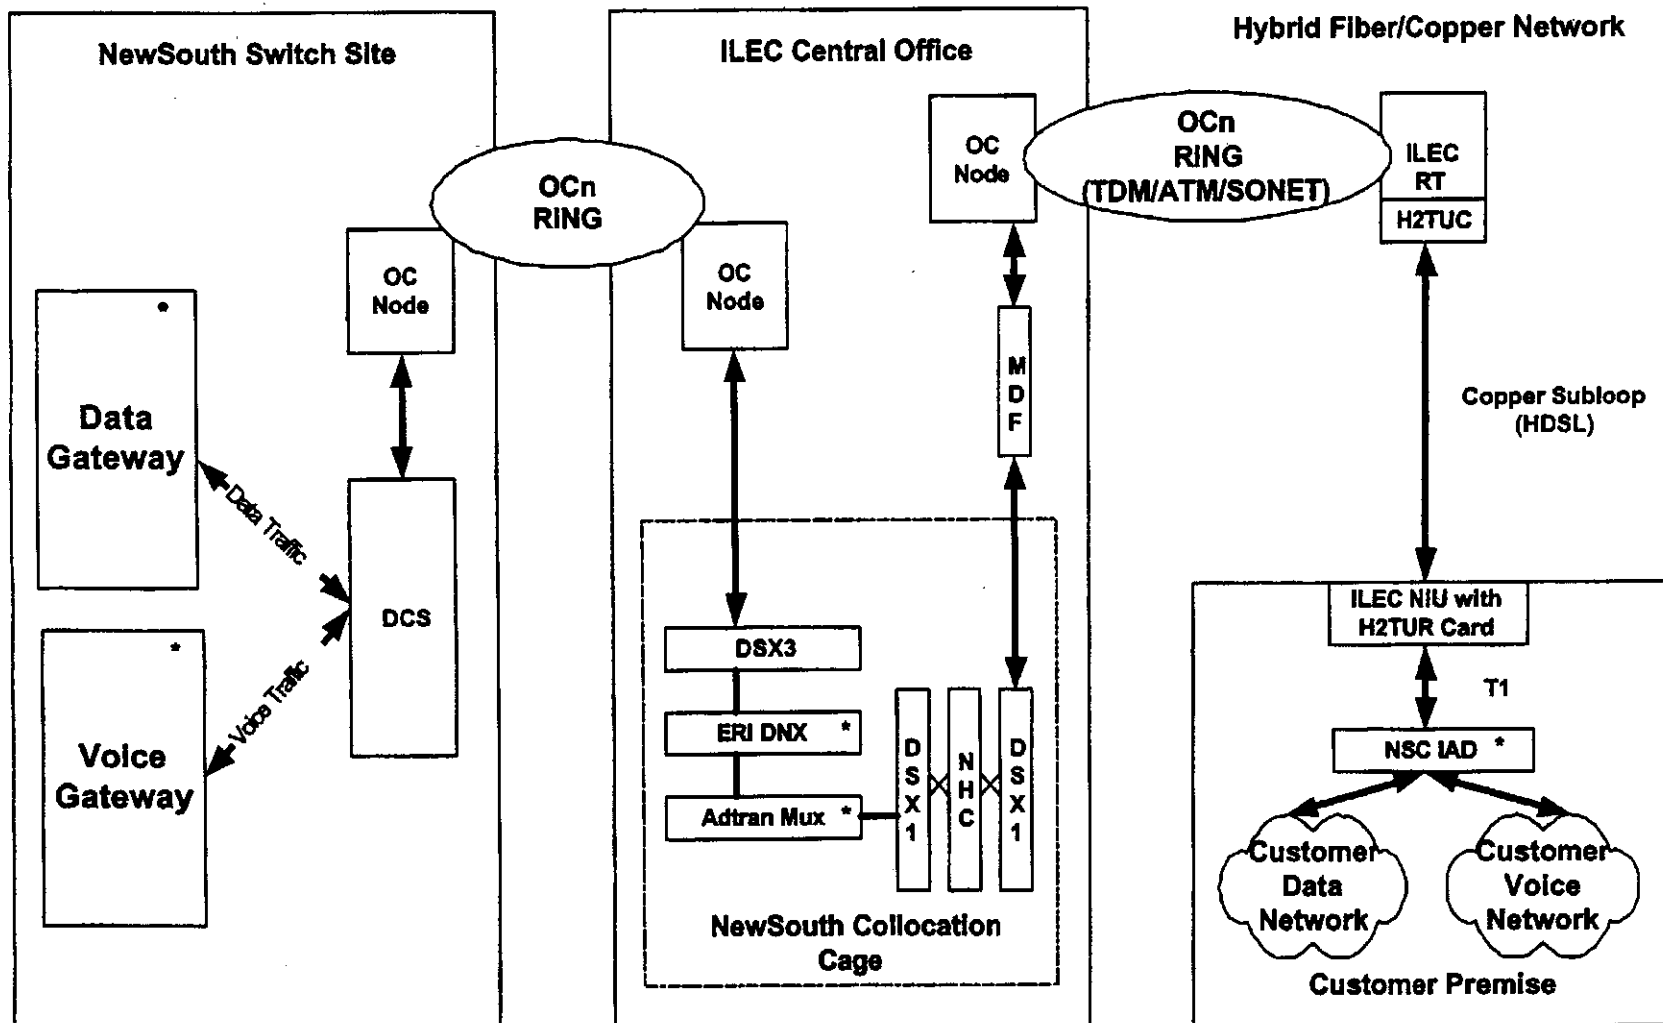 NewSouth Switch Site
OC
Node
*
Data
Gateway
Data Traffic
DCS
*
Voice
Gateway
Voice Traffic
OCn
RING
ILEC Central Office
OC
Node
OC
Node
M
D
F
DSX3
ERI DNX *
Adtran Mux *
D
S
X
1
N
H
C
D
S
X
1
NewSouth Collocation
Cage
Hybrid Fiber/Copper Network
OCn
RING
(TDM/ATM/SONET)
ILEC
RT
H2TUC
Copper Subloop
(HDSL)
ILEC NIU with
H2TUR Card
T1
NSC IAD *
Customer
Data
Network
Customer
Voice
Network
Customer Premise